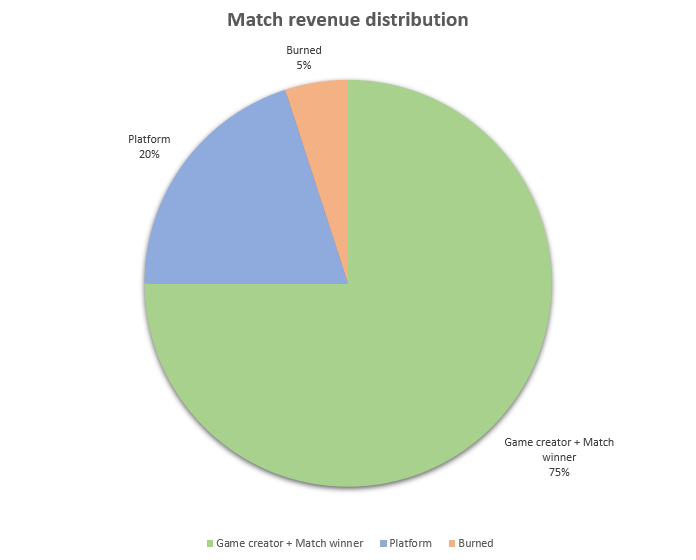 Match revenue distribution
Burned
5%
Platform
20%
Game creator + Match
winner
75%
Game creator + Match winner Platform Burned